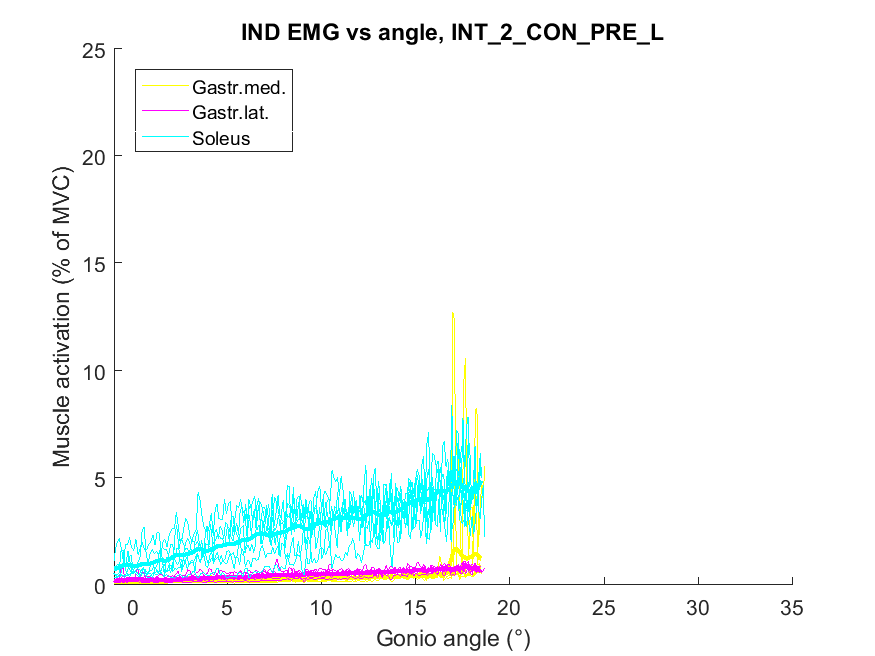 IND EMG vs angle, INT_2_CON_PRE_L
25
20
15
10
5
0
Muscle activation (% of MVC)
Gastr.med.
Gastr.lat.
Soleus
0 5 10 15 20 25 30 35
Gonio angle (°)